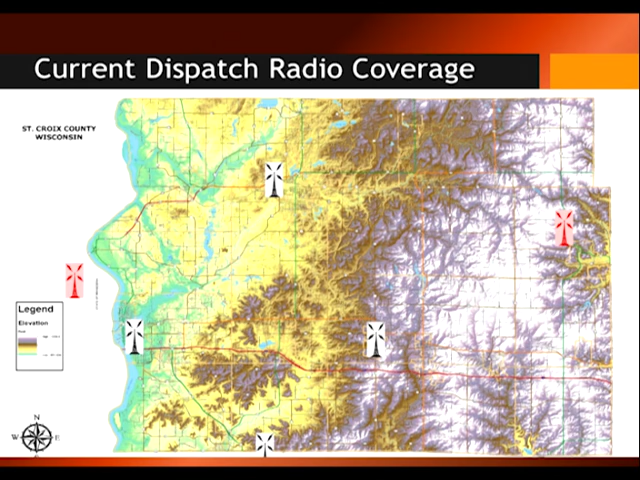 Current Dispatch Radio Coverage
ST. CROIX COUNTY
WISCONSIN
Legend
Elevation
N
W
E